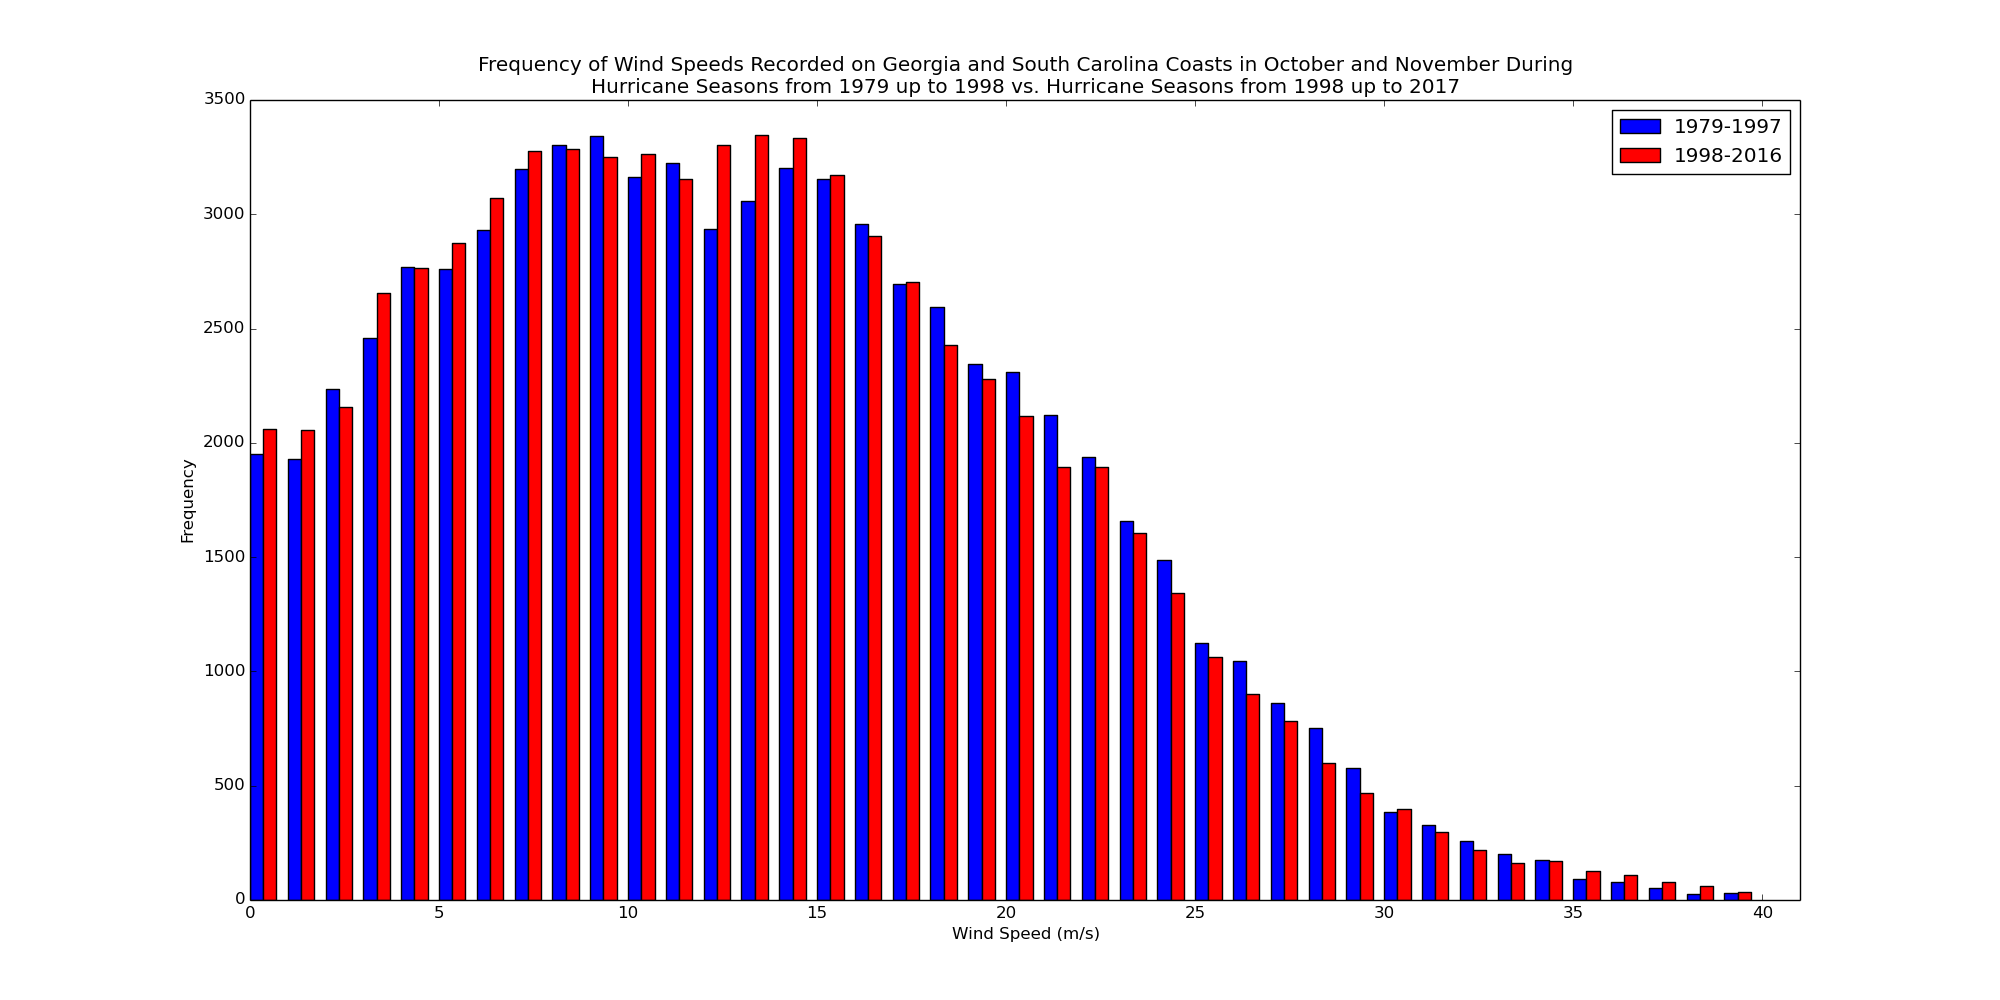 Frequency of Wind Speeds Recorded on Georgia and South Carolina Coasts in October and November During
Hurricane Seasons from 1979 up to 1998 vs. Hurricane Seasons from 1998 up to 2017
1979-1997
1998-2016
3500
3000
2500
2000
1500
1000
500
0
Frequency
0 5 10 15 20 25 30 35 40
Wind Speed (m/s)